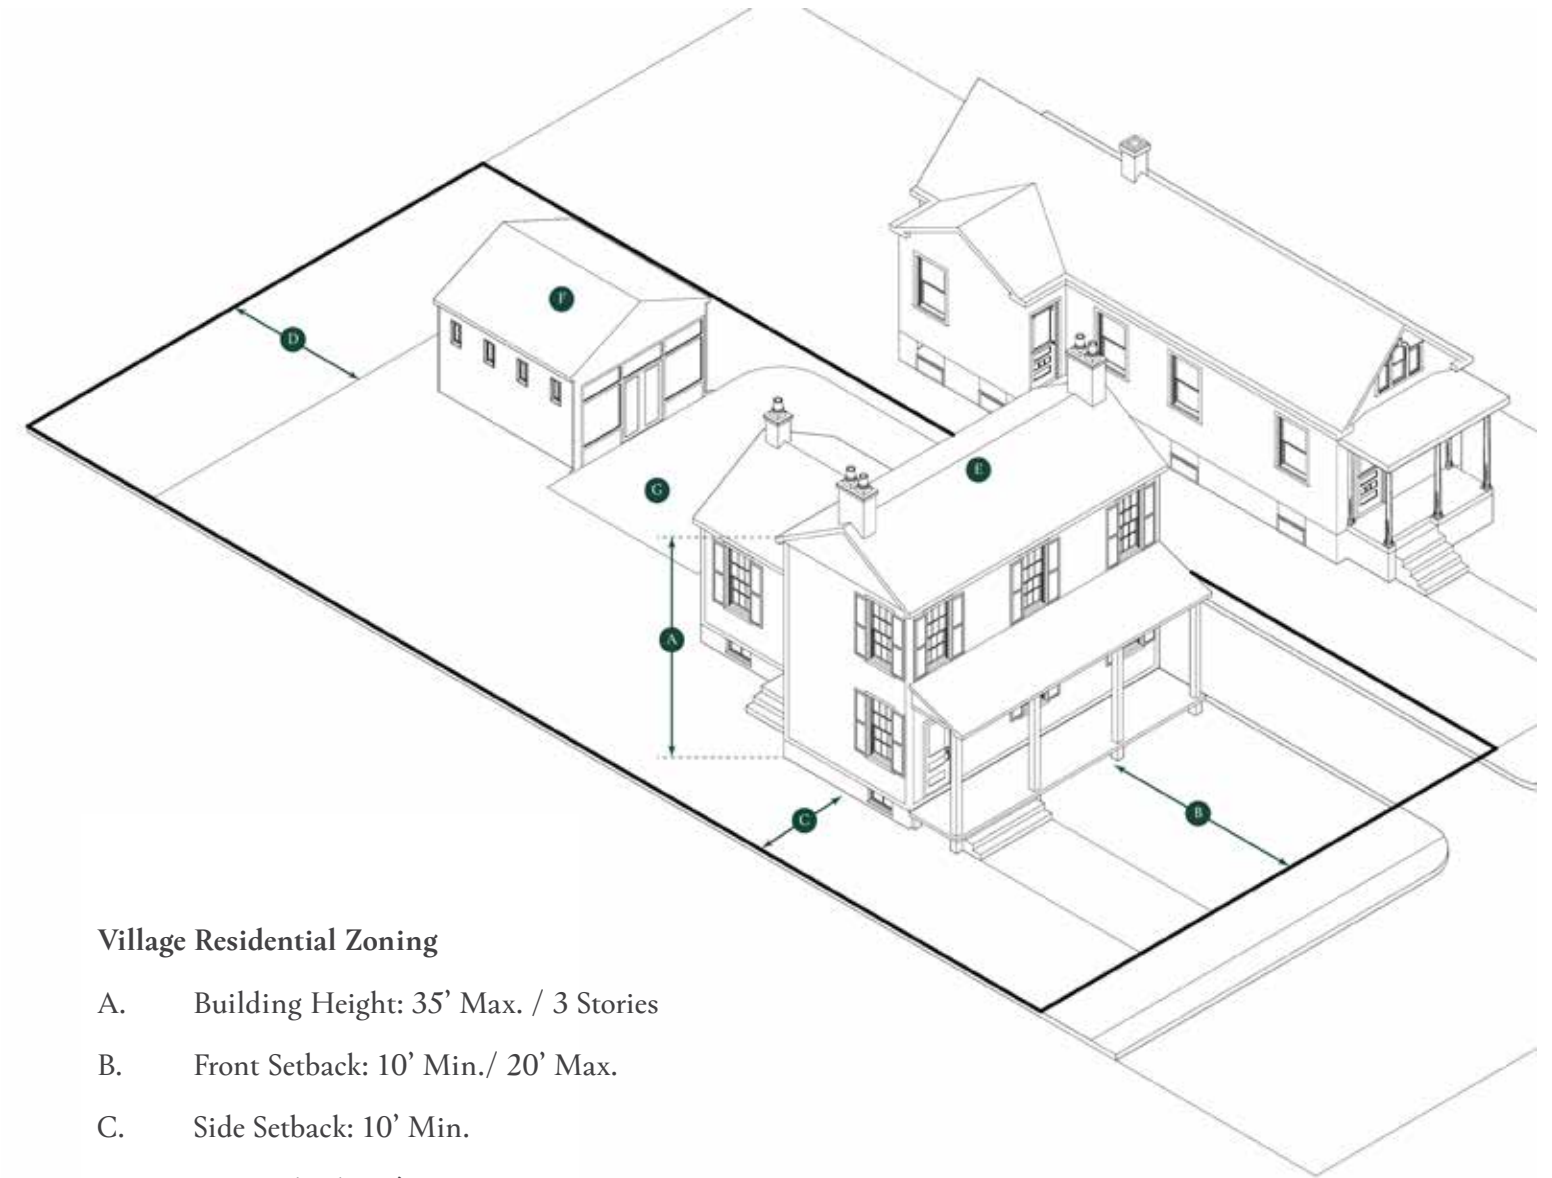 F
D
E
G
A
B
C
Village Residential Zoning
A. Building Height: 35’ Max. / 3 Stories
B. Front Setback: 10’ Min./ 20’ Max.
C. Side Setback: 10’ Min.